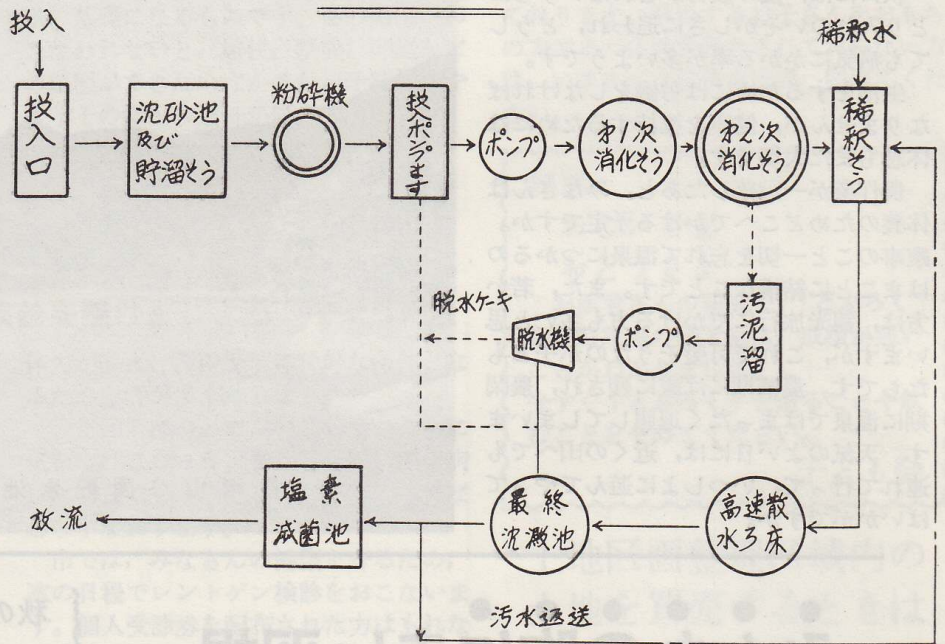 投入
投入口
沈砂池
及び
貯溜そう
粉砕機
投入ポンプます
ポンプ
第1次
消化そう
第2次
消化そう
稀釈水
稀釈そう
脱水ケーキ
脱水機
ポンプ
汚泥溜
放流
塩素
滅菌池
最終
沈澱池
高速散
水ろ床
汚水返送